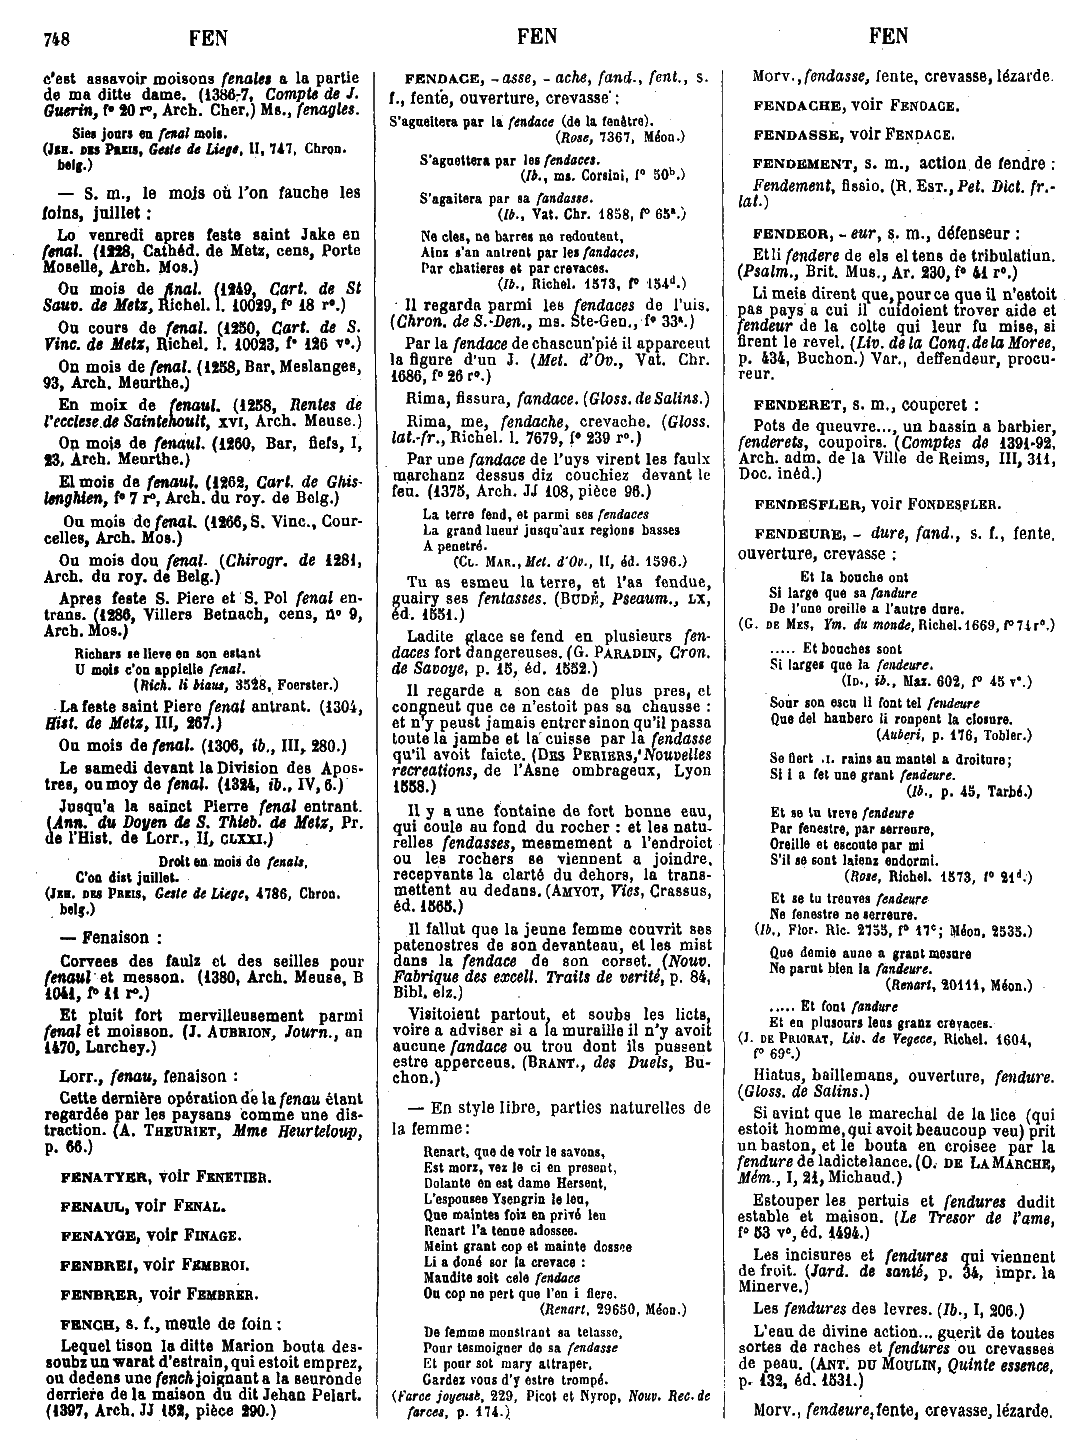 748 FEN FEN FEN
c'est assavoir moisons fenales a la partie
de ma ditte dame. (1386-7, Compte de J.
Guerin, f° 20 r°, Arch. Cher.) Ms., fenagles.
Sies jours en fenal mois.
(JEH. DES PREIS, Geste de Liege, II, 747, Chron.
belg.)
— S. m., le mois où l'on fauche les
foins, juillet :
Lo venredi apres feste saint Jake en
fenal. (1228, Cathéd. de Metz, cens, Porte
Moselle, Arch. Mos.)
Ou mois de final. (1249, Cart. de St
Sauv. de Metz, Richel. l. 10029, f° 18 r°.)
Ou cours de fenal. (1250, Cart. de S.
Vinc. de Metz, Richel. l. 10023, f° 126 v°.)
On mois de fenal. (1258, Bar, Meslanges,
93, Arch. Meurthe.)
En moix de fenaul. (1258, Rentes de
l'ecclese de Saintehoult, XVI, Arch. Meuse.)
On mois de fenaul. (1260, Bar, fiefs, I,
23, Arch. Meurthe.)
El mois de fenaul. (1262, Cart. de Ghis-
lenghien, f° 7 r°, Arch. du roy. de Belg.)
Ou mois de fenal. (1266, S. Vinc., Cour-
celles, Arch. Mos.)
Ou mois dou fenal. (Chirogr. de 1281,
Arch. du roy. de Belg.)
Apres feste S. Piere et S. Pol fenal en-
trans. (1286, Villers Betnach, cens, n° 9,
Arch. Mos.)
Richars se lieve en son estant
U mois c'on appielle fenal.
(Rich. li biaus, 3528, Foerster.)
La feste saint Piere fenal antrant. (1304,
Hist. de Metz, III, 267.)
Ou mois de fenal. (1306, ib., III, 280.)
Le samedi devant la Division des Apos-
tres, ou moy de fenal. (1324, ib., IV, 6.)
Jusqu'a la sainct Pierre fenal entrant.
(Ann. du Doyen de S. Thieb. de Metz, Pr.
de l'Hist. de Lorr., II, CLXXI.)
Droit en mois de fenals,
C'on dist juillet.
(JEH. DES PREIS, Geste de Liege, 4786, Chron.
belg.)
— Fenaison :
Corvees des faulz et des seilles pour
fenaul et messon. (1380, Arch. Meuse, B
1041, f° 11 r°.)
Et pluit fort mervilleusement parmi
fenal et moisson. (J. AUBRION, Journ., an
1470, Larchey.)
Lorr., fenau, fenaison :
Cette dernière opération de la fenau étant
regardée par les paysans comme une dis-
traction. (A. THEURIET, Mme Heurteloup,
p. 66.)
FENATYER, voir FENETIER.
FENAUL, voir FENAL.
FENAYGE, voir FINAGE.
FENBREI, voir FEMBROI.
FENBRER, voir FEMBRER.
FENCH, s. f., meule de foin :
Lequel tison la ditte Marion bouta des-
soubz un warat d'estrain, qui estoit emprez,
ou dedens une fench joignant a la seuronde
derriere de la maison du dit Jehan Pelart.
(1397, Arch. JJ 152, pièce 290.)
FENDACE, - asse, - ache, fand., fent., s.
f., fente, ouverture, crevasse :
S'agueitera par la fendace (de la fenêtre).
(Rose, 7367, Méon.)
S'aguettera par les fendaces.
(Ib., ms. Corsini, f° 50b.)
S'agaitera par sa fandasse.
(Ib., Vat. Chr. 1858, f° 65a.)
Ne cles, ne barres ne redoutent,
Ainz s'an antrent par les fandaces,
Par chatieres et par crevaces.
(Ib., Richel. 1573, f° 154d.)
Il regarda parmi les fendaces de l'uis.
(Chron. de S.-Den., ms. Ste-Gen., f° 33a.)
Par la fendace de chascun pié il apparceut
la figure d'un J. (Met. d'Ov., Vat. Chr.
1686, f° 26 r°.)
Rima, fissura, fandace. (Gloss. de Salins.)
Rima, me, fendache, crevache. (Gloss.
lat.-fr., Richel. l. 7679, f° 239 r°.)
Par une fandace de l'uys virent les faulx
marchanz dessus diz couchiez devant le
feu. (1375, Arch. JJ 108, pièce 96.)
La terre fend, et parmi ses fendaces
La grand lueur jusqu'aux regions basses
A penetré.
(CL. MAR., Met. d'Ov., II, éd. 1596.)
Tu as esmeu la terre, et l'as fendue,
guairy ses fentasses. (BUDÉ, Pseaum., LX,
éd. 1551.)
Ladite glace se fend en plusieurs fen-
daces fort dangereuses. (G. PARADIN, Cron.
de Savoye, p. 15, éd. 1552.)
Il regarde a son cas de plus pres, et
congneut que ce n'estoit pas sa chausse :
et n'y peust jamais entrer sinon qu'il passa
toute la jambe et la cuisse par la fendasse
qu'il avoit faicte. (DES PERIERS, Nouvelles
recreations, de l'Asne ombrageux, Lyon
1558.)
Il y a une fontaine de fort bonne eau,
qui coule au fond du rocher : et les natu-
relles fendasses, mesmement a l'endroict
ou les rochers se viennent a joindre,
recepvants la clarté du dehors, la trans-
mettent au dedans. (AMYOT, Vies, Crassus,
éd. 1565.)
Il fallut que la jeune femme couvrit ses
patenostres de son devanteau, et les mist
dans la fendace de son corset. (Nouv.
Fabrique des excell. Traits de verité, p. 84,
Bibl. elz.)
Visitoient partout, et soubs les licts,
voire a adviser si a la muraille il n'y avoit
aucune fandace ou trou dont ils pussent
estre apperceus. (BRANT., des Duels, Bu-
chon.)
— En style libre, parties naturelles de
la femme :
Renart, que de voir le savons,
Est morz, vez le ci en present,
Dolante en est dame Hersent,
L'espousee Ysengrin le leu,
Que maintes foiz en privé leu
Renart l'a tenue adossee.
Meint grant cop et mainte dossee
Li a doné sor la crevace :
Maudite soit cele fendace
Ou cop ne pert que l'en i fiere.
(Renart, 29650, Méon.)
De femme monstrant sa tetasse,
Pour tesmoigner de sa fendasse
Et pour sot mary attraper,
Gardez vous d'y estre trompé.
(Farce joyeuse, 229, Picot et Nyrop, Nouv. Rec. de
farces, p. 174.)
Morv., fendasse, fente, crevasse, lézarde.
FENDACHE, voir FENDACE.
FENDASSE, voir FENDACE.
FENDEMENT, s. m., action de fendre :
Fendement, fissio. (R. EST., Pet. Dict. fr.-
lat.)
FENDEOR, - eur, s. m., défenseur :
Et li fendere de els el tens de tribulatiun.
(Psalm., Brit. Mus., Ar. 230, f° 41 r°.)
Li meis dirent que, pour ce que il n'estoit
pas pays a cui il cuidoient trover aide et
fendeur de la colte qui leur fu mise, si
firent le revel. (Liv. de la Conq. de la Moree,
p. 434, Buchon.) Var., deffendeur, procu-
reur.
FENDERET, s. m., couperet :
Pots de queuvre..., un bassin a barbier,
fenderets, coupoirs. (Comptes de 1391-92,
Arch. adm. de la Ville de Reims, III, 311,
Doc. inéd.)
FENDESFLER, voir FONDESFLER.
FENDEURE, - dure, fand., s. f., fente,
ouverture, crevasse :
Et la bouche ont
Si large que sa fandure
De l'une oreille a l'autre dure.
(G. DE MES, Ym. du monde, Richel. 1669, f° 74 r°.)
..... Et bouches sont
Si larges que la fendeure.
(ID., ib., Maz. 602, f° 45 v°.)
Sour son escu li font tel fendeure
Que del hauberc li ronpent la closure.
(Auberi, p. 176, Tobler.)
Se fiert .I. rains au mantel a droiture;
Si i a fet une grant fendeure.
(Ib., p. 45, Tarbé.)
Et se tu treve fendeure
Par fenestre, par serreure,
Oreille et escoute par mi
S'il se sont laienz endormi.
(Rose, Richel. 1573, f° 21d.)
Et se tu treuves fendeure
Ne fenestre ne serreure.
(Ib., Flor. Ric. 2755, f° 17c; Méon, 2535.)
Que demie aune a grant mesure
Ne parut bien la fandeure.
(Renart, 20111, Méon.)
..... Et font fandure
Et en plusours leus granz crevaces.
(J. DE PRIORAT, Liv. de Vegece, Richel. 1604,
f° 69c.)
Hiatus, baillemans, ouverture, fendure.
(Gloss. de Salins.)
Si avint que le marechal de la lice (qui
estoit homme, qui avoit beaucoup veu) prit
un baston, et le bouta en croisee par la
fendure de ladicte lance. (O. DE LA MARCHE,
Mém., I, 21, Michaud.)
Estouper les pertuis et fendures dudit
estable et maison. (Le Tresor de l'ame,
f° 53 v°, éd. 1494.)
Les incisures et fendures qui viennent
de froit. (Jard. de santé, p. 34, impr. la
Minerve.)
Les fendures des levres. (Ib., I, 206.)
L'eau de divine action... guerit de toutes
sortes de raches et fendures ou crevasses
de peau. (ANT. DU MOULIN, Quinte essence,
p. 132, éd. 1531.)
Morv., fendeure, fente, crevasse, lézarde.